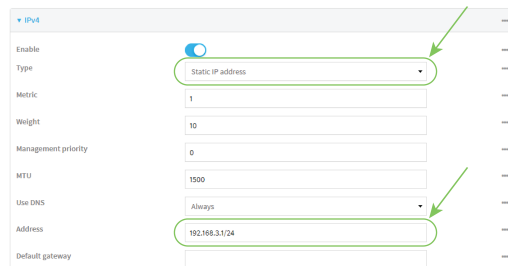 IPv4
Enable
Type Static IP address
Metric 1
Weight 10
Management priority 0
MTU 1500
Use DNS Always
Address 192.168.3.1/24
Default gateway